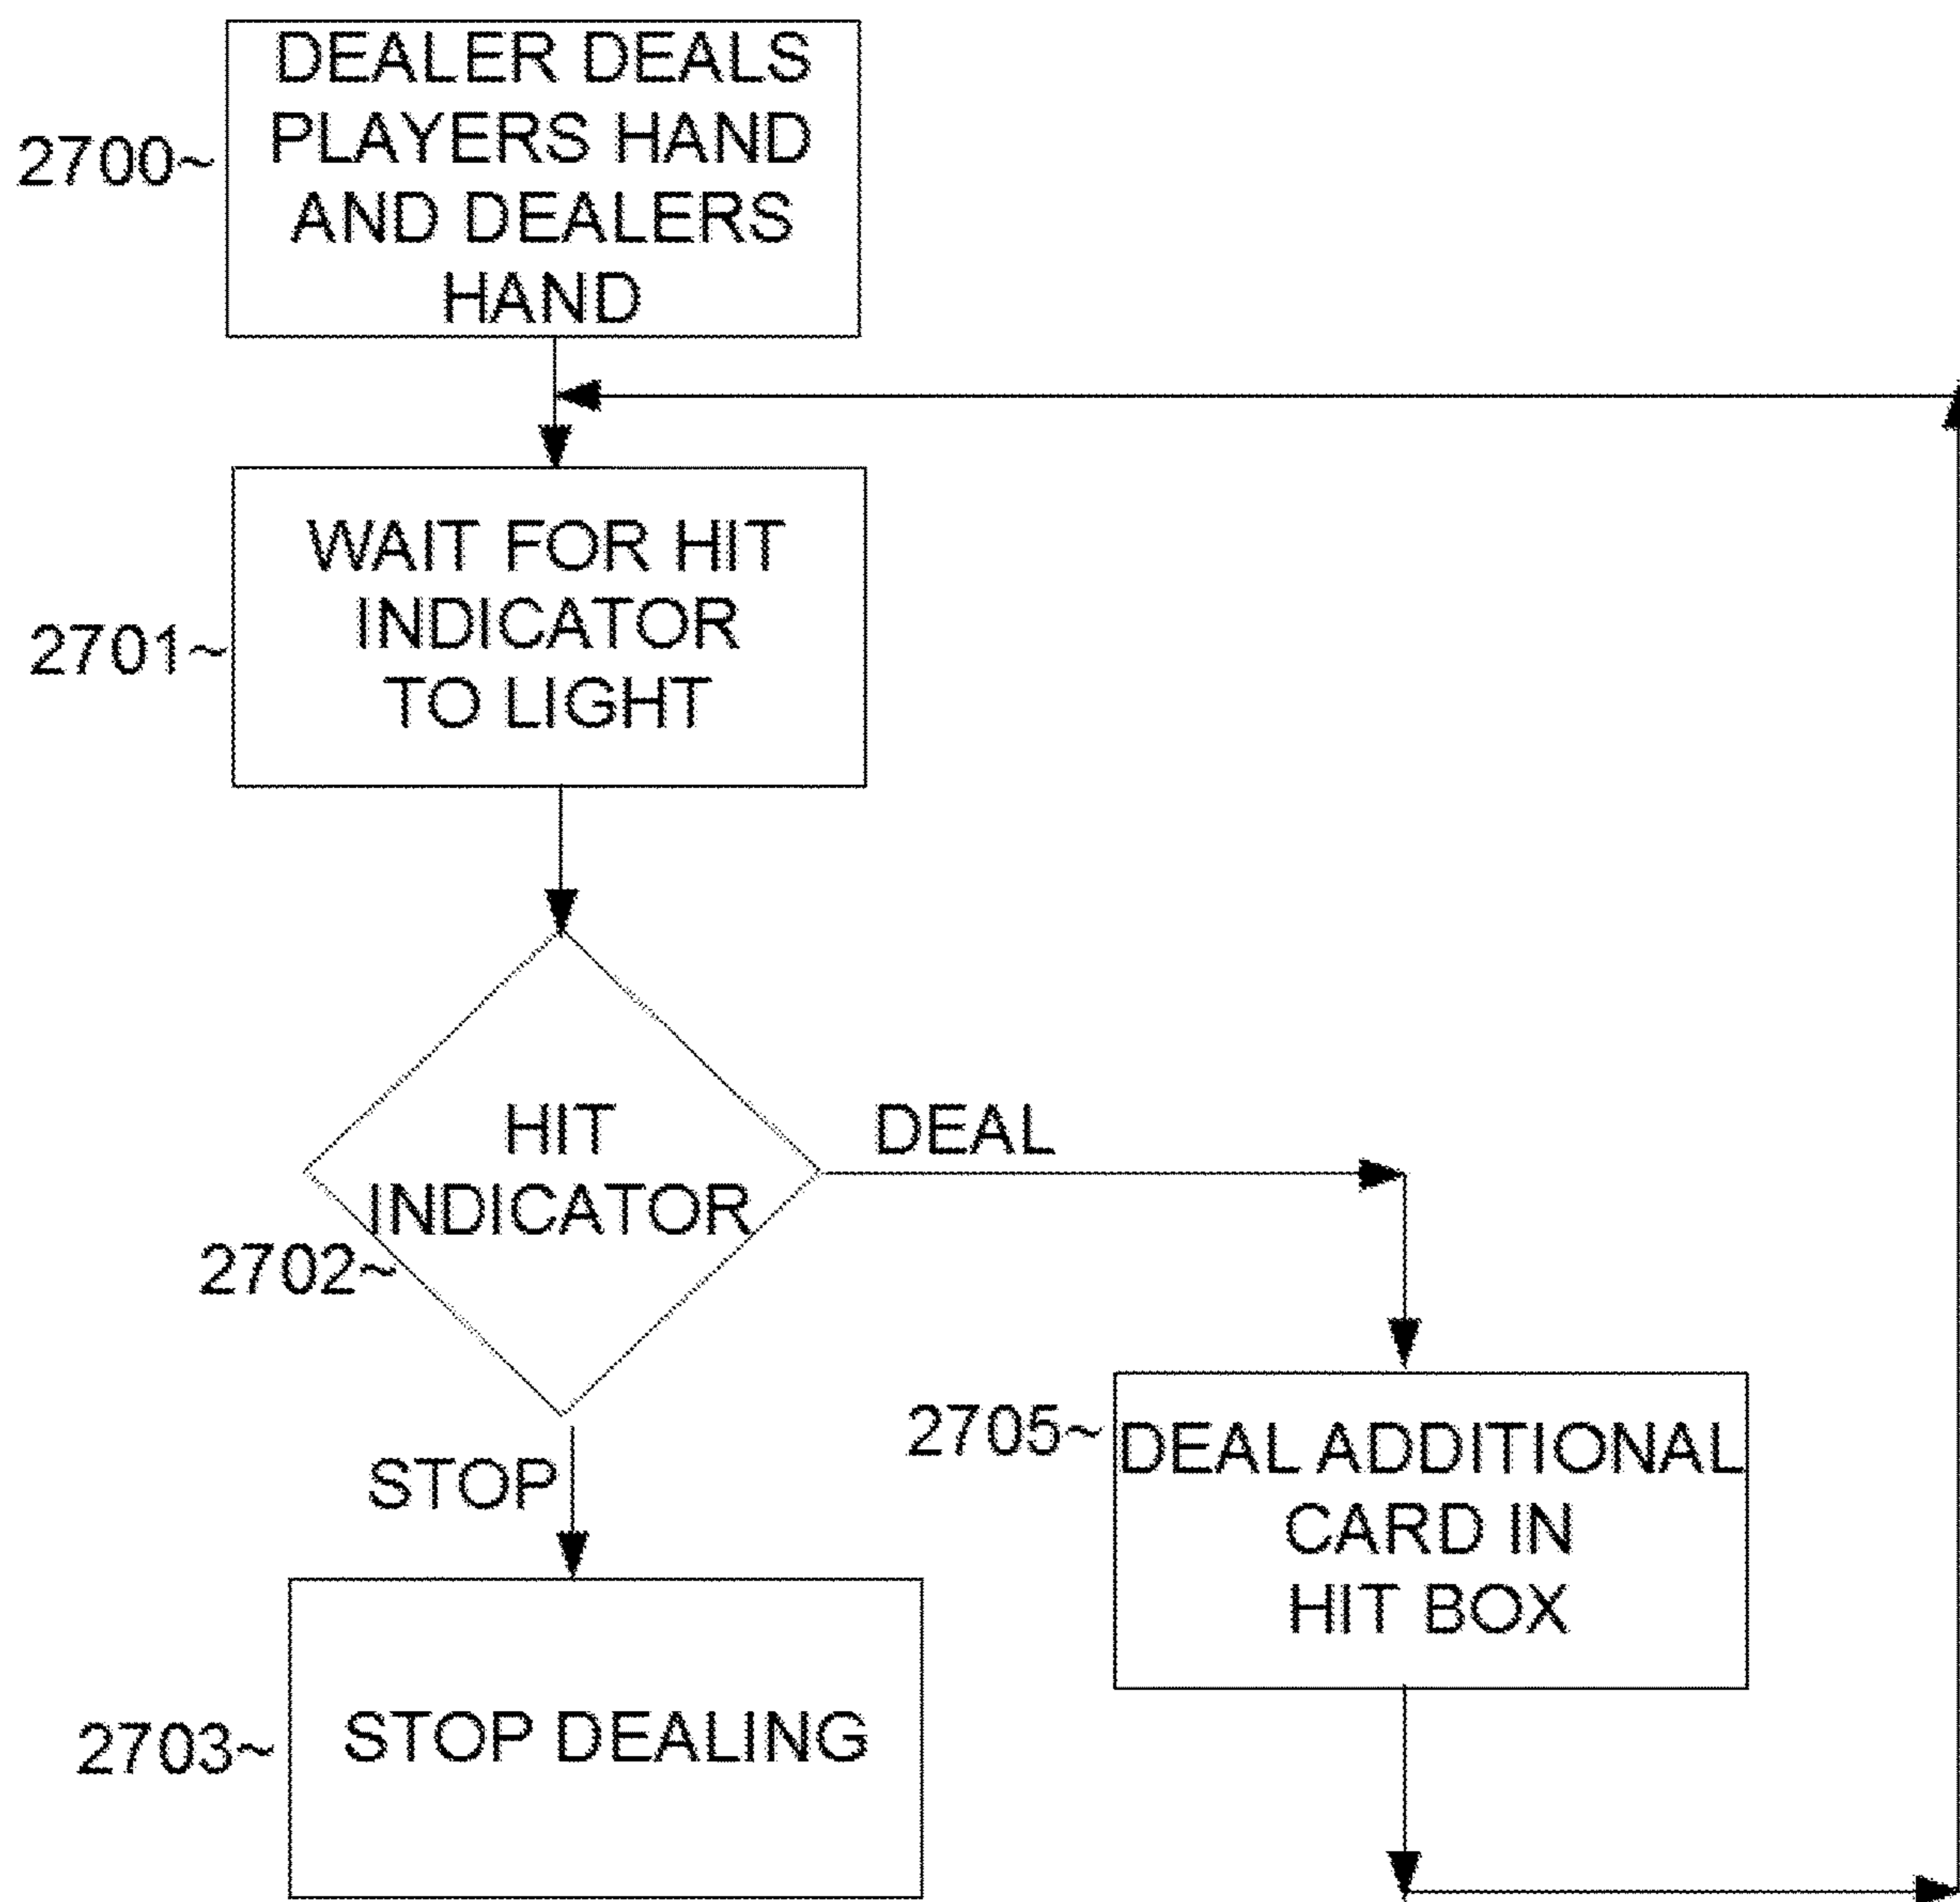 DEALER DEALS
PLAYERS HAND
AND DEALERS
HAND
2700~
WAIT FOR HIT
INDICATOR
TO LIGHT
2701~
HIT
INDICATOR
2702~
DEAL
STOP
2705~
DEAL ADDITIONAL
CARD IN
HIT BOX
2703~
STOP DEALING